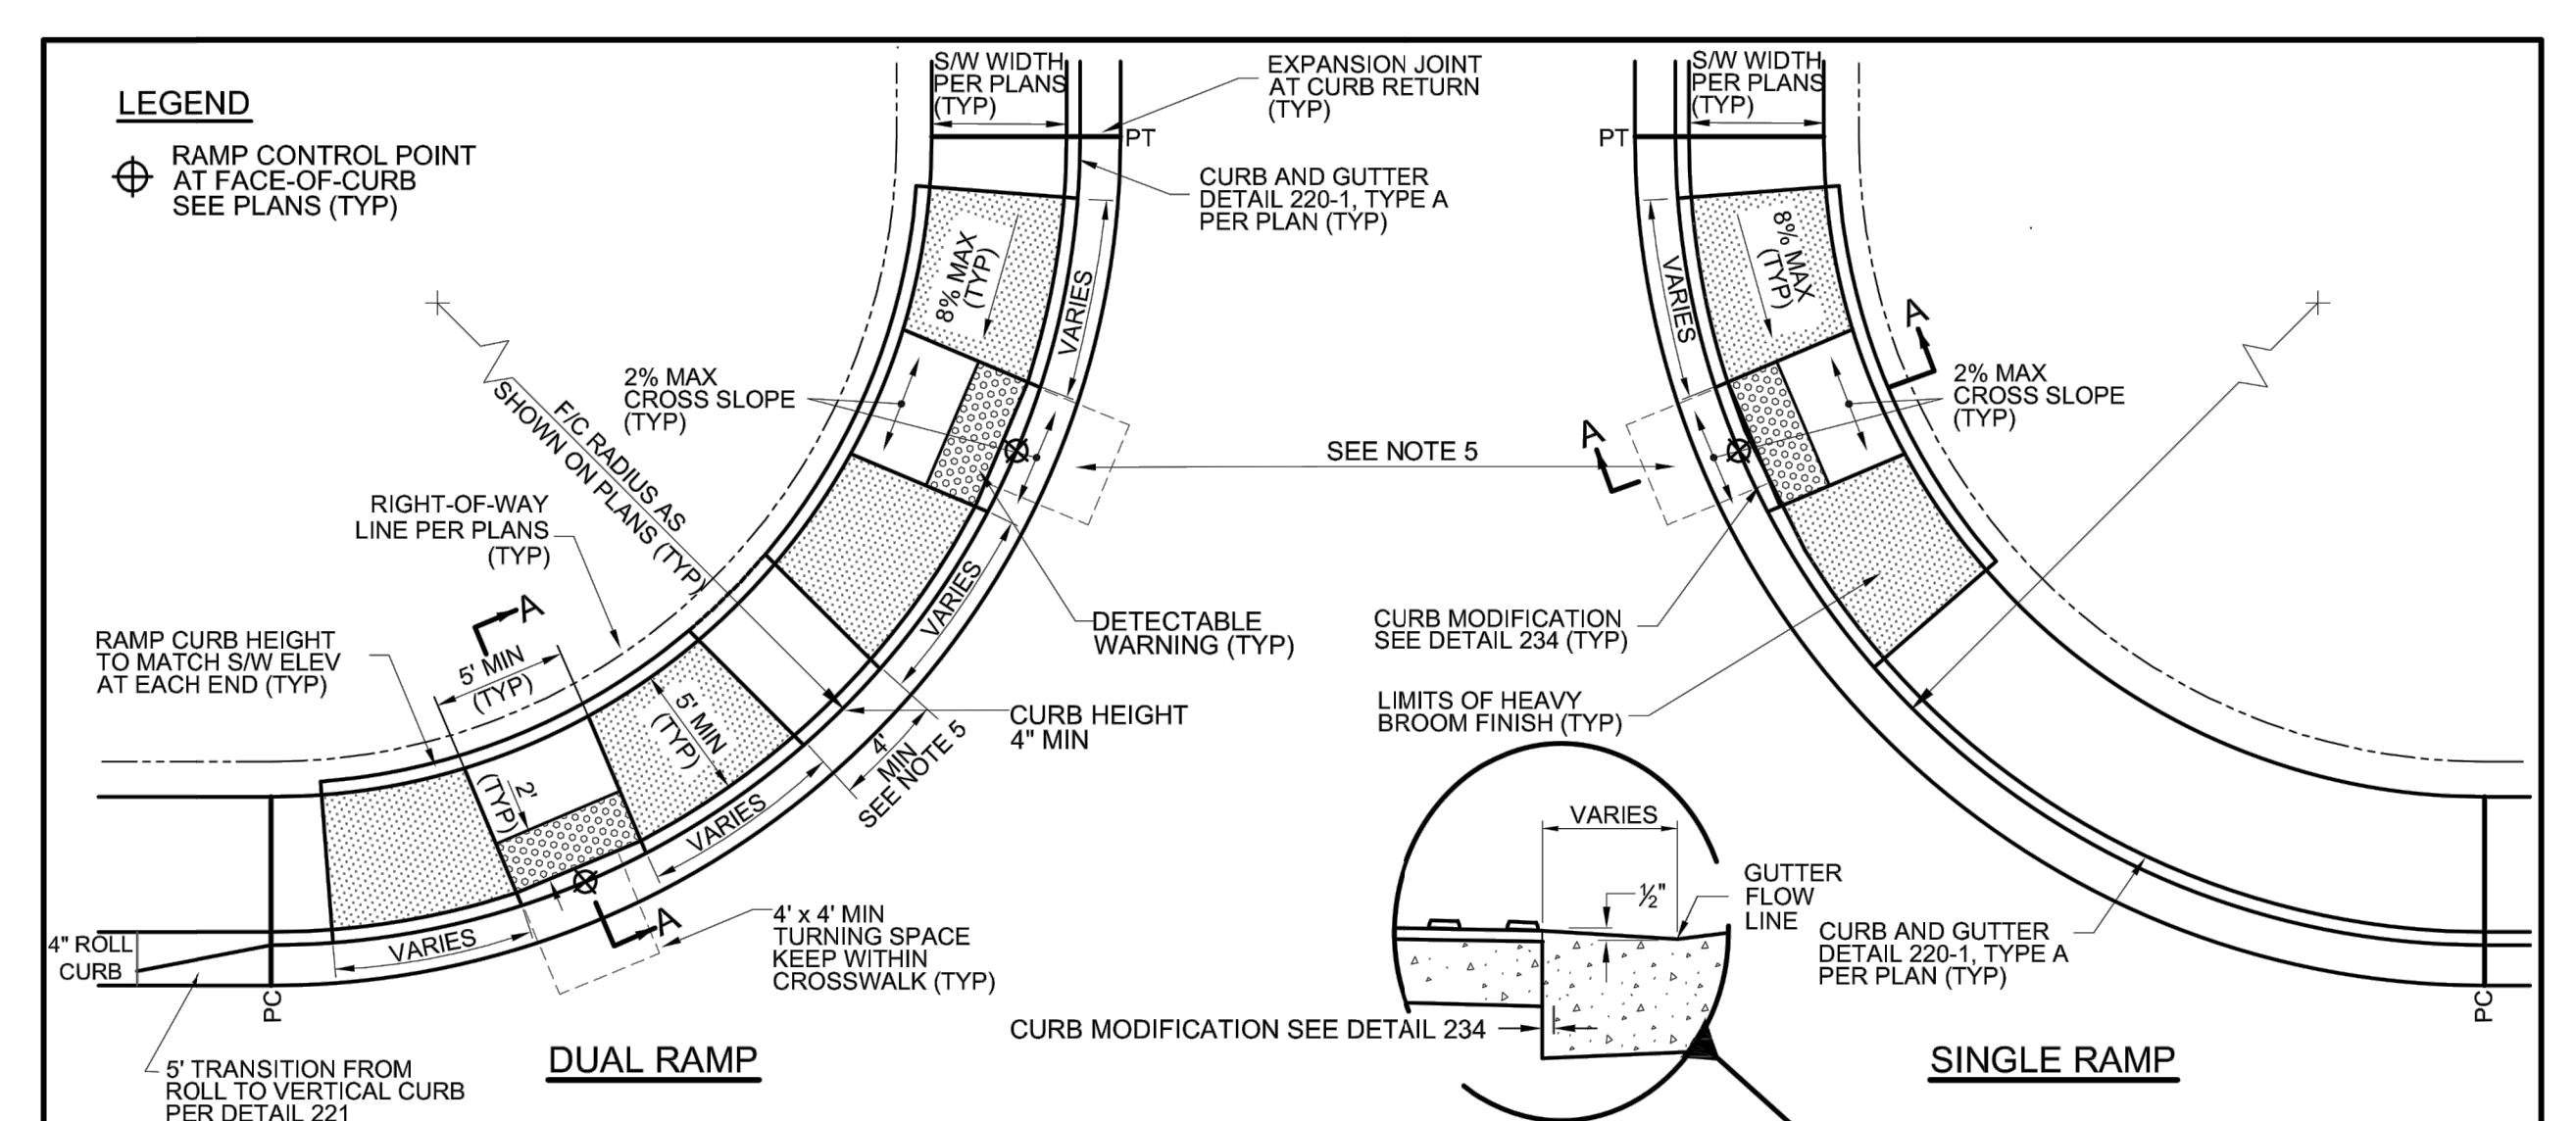 LEGEND
RAMP CONTROL POINT
AT FACE-OF-CURB
SEE PLANS (TYP)
S/W WIDTH
PER PLANS
(TYP)
EXPANSION JOINT
AT CURB RETURN
(TYP)
PT
CURB AND GUTTER
DETAIL 220-1, TYPE A
PER PLAN (TYP)
8% MAX
(TYP)
VARIES
2% MAX
CROSS SLOPE
(TYP)
F/C RADIUS AS
SHOWN ON PLANS (TYP)
RIGHT-OF-WAY
LINE PER PLANS
(TYP)
A
5' MIN
(TYP)
RAMP CURB HEIGHT
TO MATCH S/W ELEV
AT EACH END (TYP)
5' MIN
(TYP)
VARIES
DETECTABLE
WARNING (TYP)
CURB HEIGHT
4" MIN
4'
MIN
SEE NOTE 5
2'
(TYP)
VARIES
A
VARIES
4" ROLL
CURB
PC
4' x 4' MIN
TURNING SPACE
KEEP WITHIN
CROSSWALK (TYP)
5' TRANSITION FROM
ROLL TO VERTICAL CURB
PER DETAIL 221
DUAL RAMP
SEE NOTE 5
S/W WIDTH
PER PLANS
(TYP)
PT
8% MAX
(TYP)
VARIES
A
A
2% MAX
CROSS SLOPE
(TYP)
CURB MODIFICATION
SEE DETAIL 234 (TYP)
LIMITS OF HEAVY
BROOM FINISH (TYP)
VARIES
½"
GUTTER
FLOW
LINE
CURB MODIFICATION SEE DETAIL 234
CURB AND GUTTER
DETAIL 220-1, TYPE A
PER PLAN (TYP)
PC
SINGLE RAMP